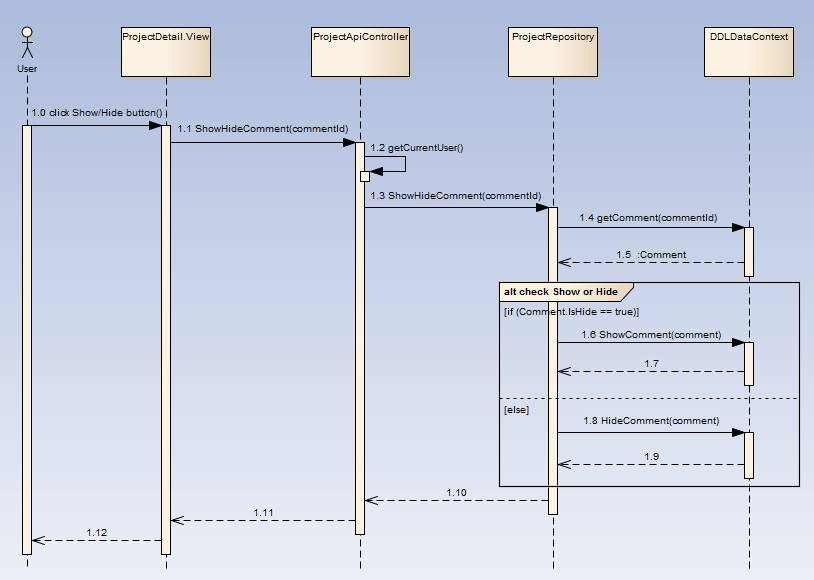 User
ProjectDetail.View
ProjectApiController
ProjectRepository
DDLDataContext
1.0 click Show/Hide button()
1.1 ShowHideComment(commentId)
1.2 getCurrentUser()
1.3 ShowHideComment(commentId)
1.4 getComment(commentId)
1.5 :Comment
alt check Show or Hide
[if (Comment.IsHide == true)]
1.6 ShowComment(comment)
1.7
[else]
1.8 HideComment(comment)
1.9
1.10
1.11
1.12